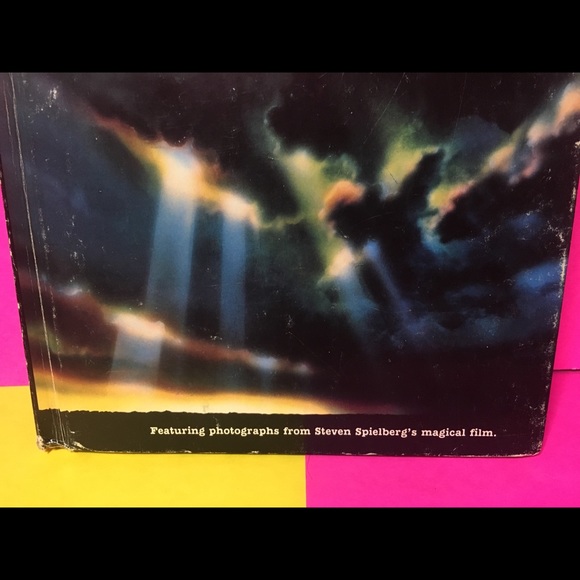 Featuring photographs from Steven Spielberg's magical film.